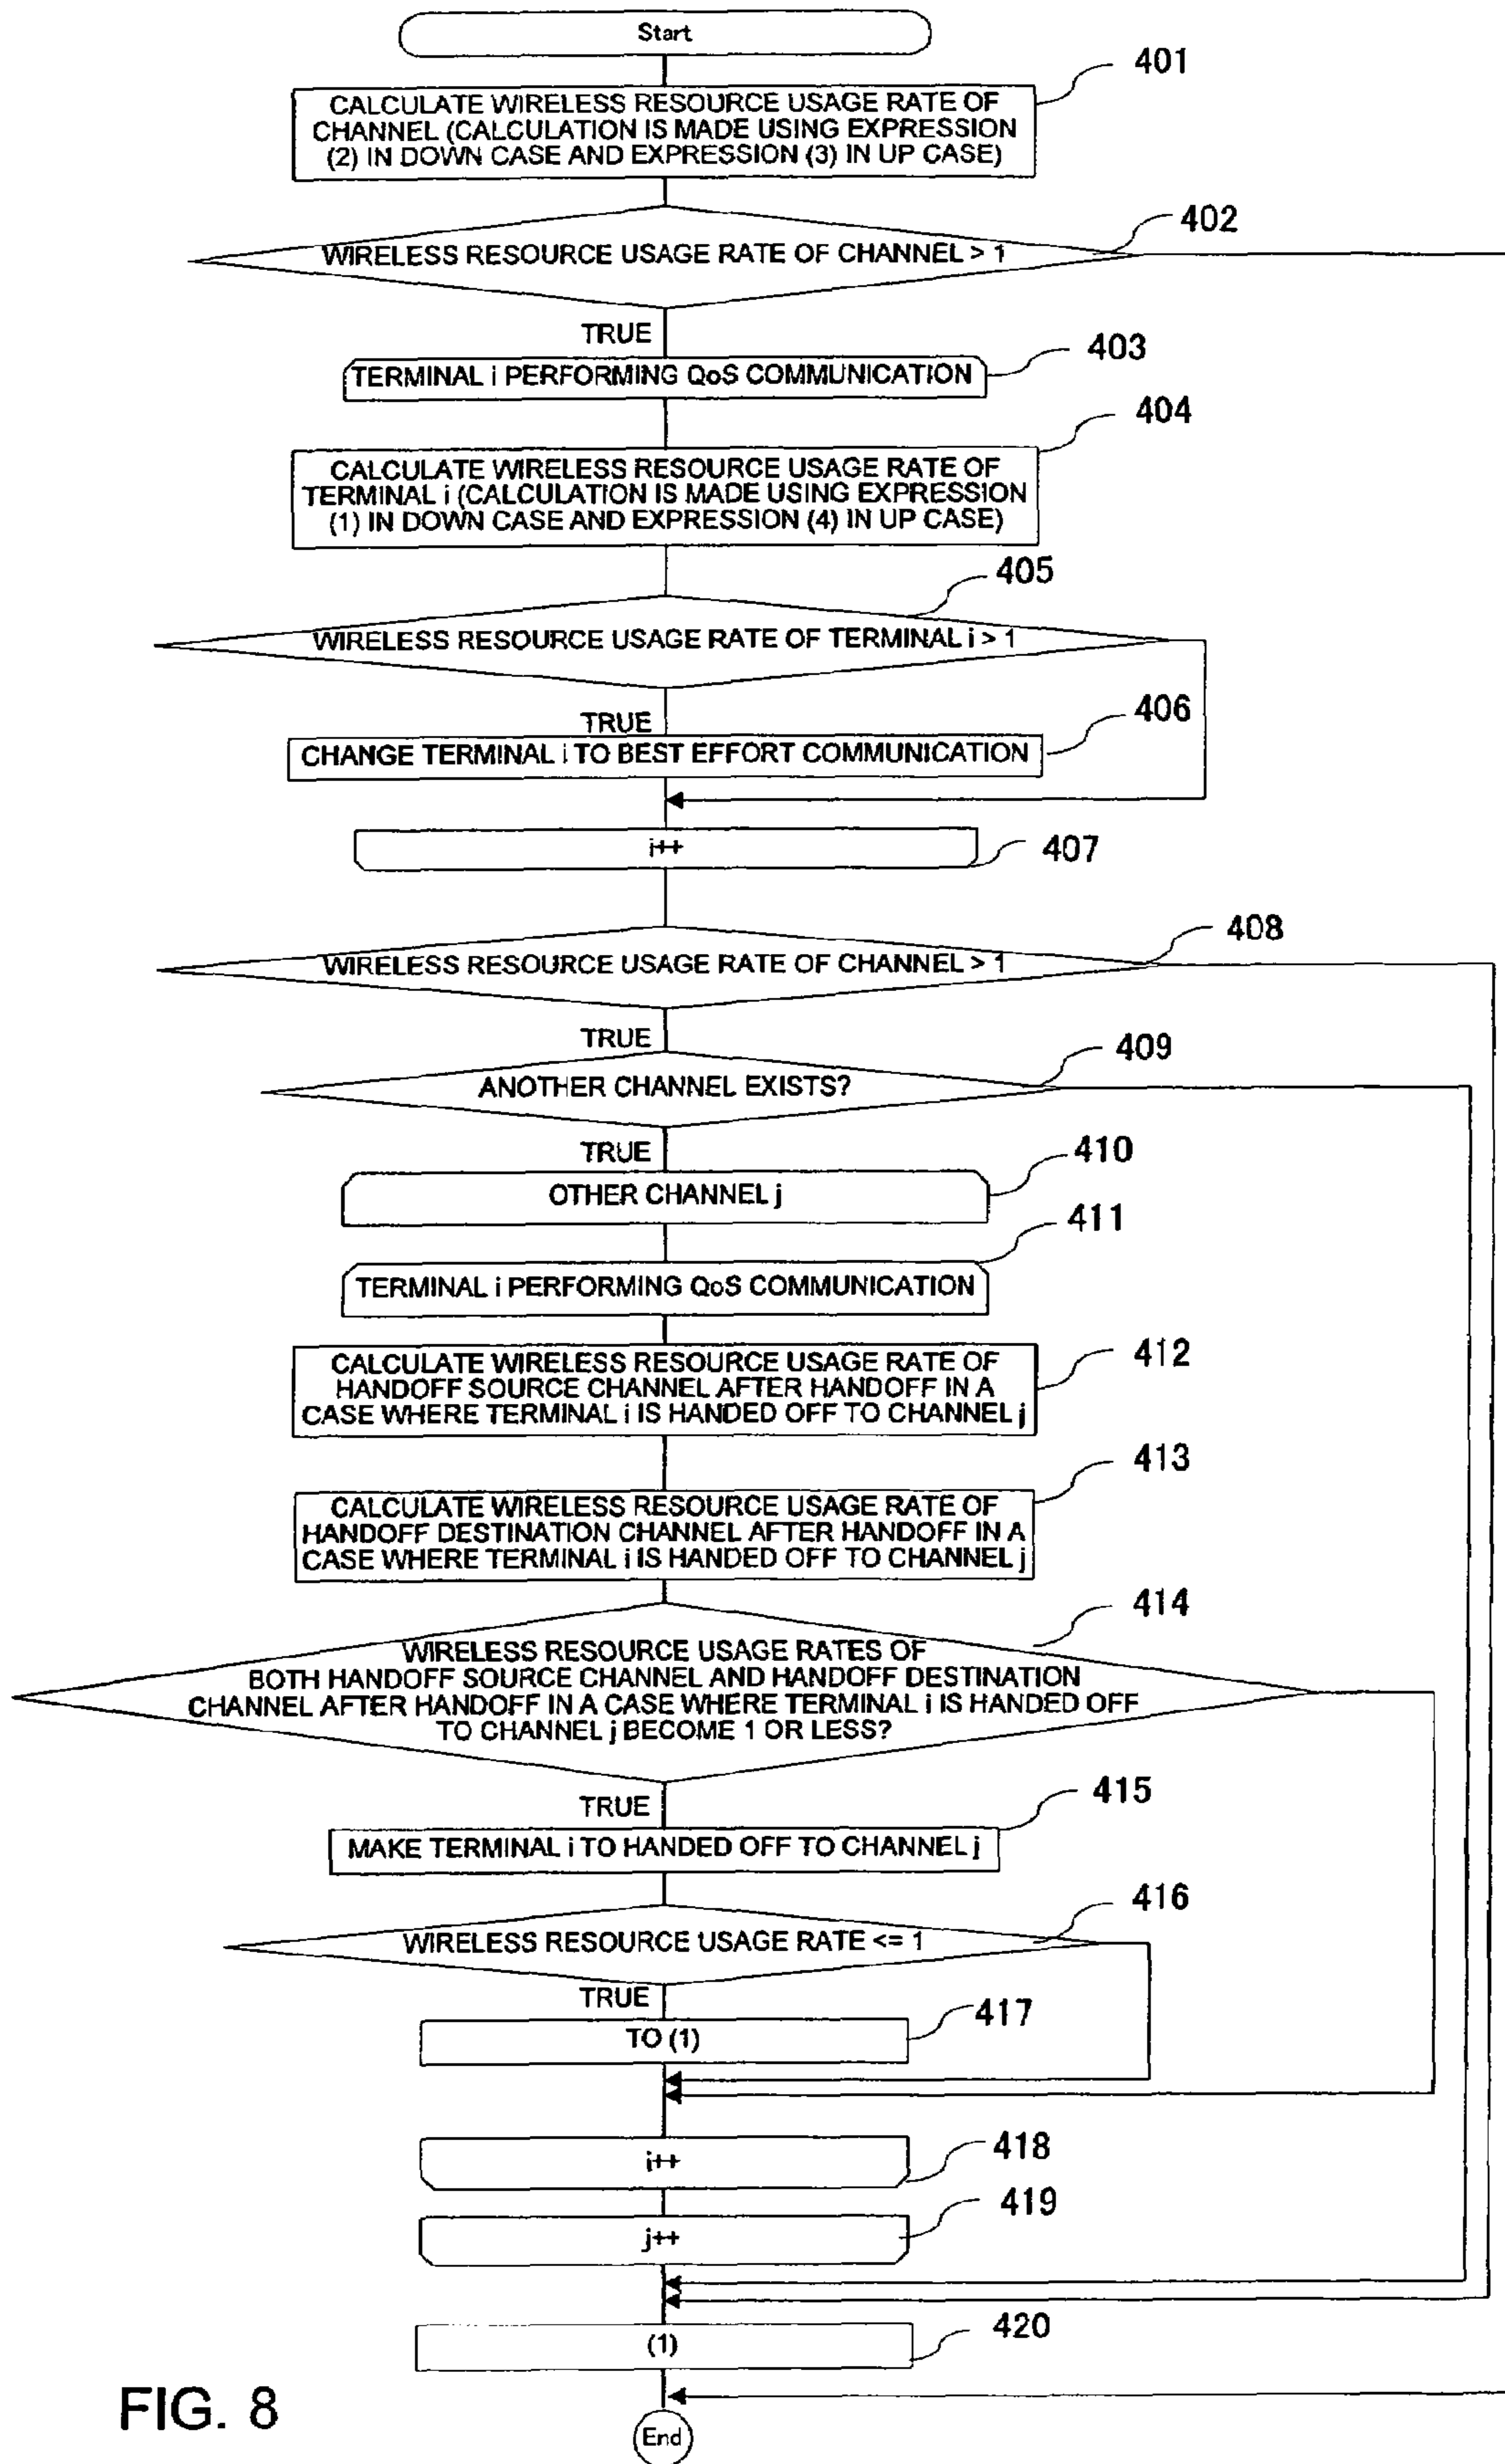 Start
401
CALCULATE WIRELESS RESOURCE USAGE RATE OF
CHANNEL (CALCULATION IS MADE USING EXPRESSION
(2) IN DOWN CASE AND EXPRESSION (3) IN UP CASE)
402
WIRELESS RESOURCE USAGE RATE OF CHANNEL > 1
TRUE
403
TERMINAL i PERFORMING QoS COMMUNICATION
404
CALCULATE WIRELESS RESOURCE USAGE RATE OF
TERMINAL i (CALCULATION IS MADE USING EXPRESSION
(1) IN DOWN CASE AND EXPRESSION (4) IN UP CASE)
405
WIRELESS RESOURCE USAGE RATE OF TERMINAL i > 1
TRUE
406
CHANGE TERMINAL i TO BEST EFFORT COMMUNICATION
i++
407
408
WIRELESS RESOURCE USAGE RATE OF CHANNEL > 1
TRUE
409
ANOTHER CHANNEL EXISTS?
TRUE
410
OTHER CHANNEL j
411
TERMINAL i PERFORMING QoS COMMUNICATION
412
CALCULATE WIRELESS RESOURCE USAGE RATE OF
HANDOFF SOURCE CHANNEL AFTER HANDOFF IN A
CASE WHERE TERMINAL i IS HANDED OFF TO CHANNEL j
413
CALCULATE WIRELESS RESOURCE USAGE RATE OF
HANDOFF DESTINATION CHANNEL AFTER HANDOFF IN A
CASE WHERE TERMINAL i IS HANDED OFF TO CHANNEL j
414
WIRELESS RESOURCE USAGE RATES OF
BOTH HANDOFF SOURCE CHANNEL AND HANDOFF DESTINATION
CHANNEL AFTER HANDOFF IN A CASE WHERE TERMINAL i IS HANDED OFF
TO CHANNEL j BECOME 1 OR LESS?
TRUE
415
MAKE TERMINAL i TO HANDED OFF TO CHANNEL j
416
WIRELESS RESOURCE USAGE RATE <= 1
TRUE
417
TO (1)
i++
418
419
j++
420
(1)
FIG. 8
End